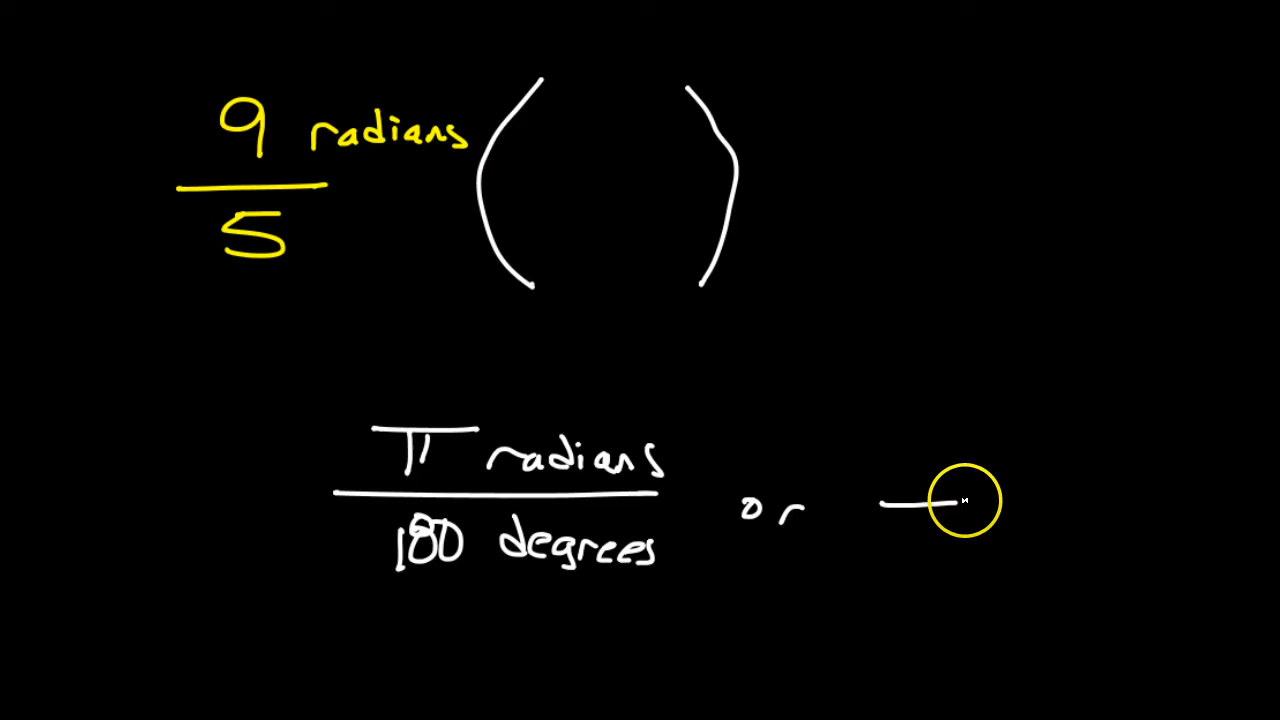 9 radians ( )
5
π radians
180 degrees or